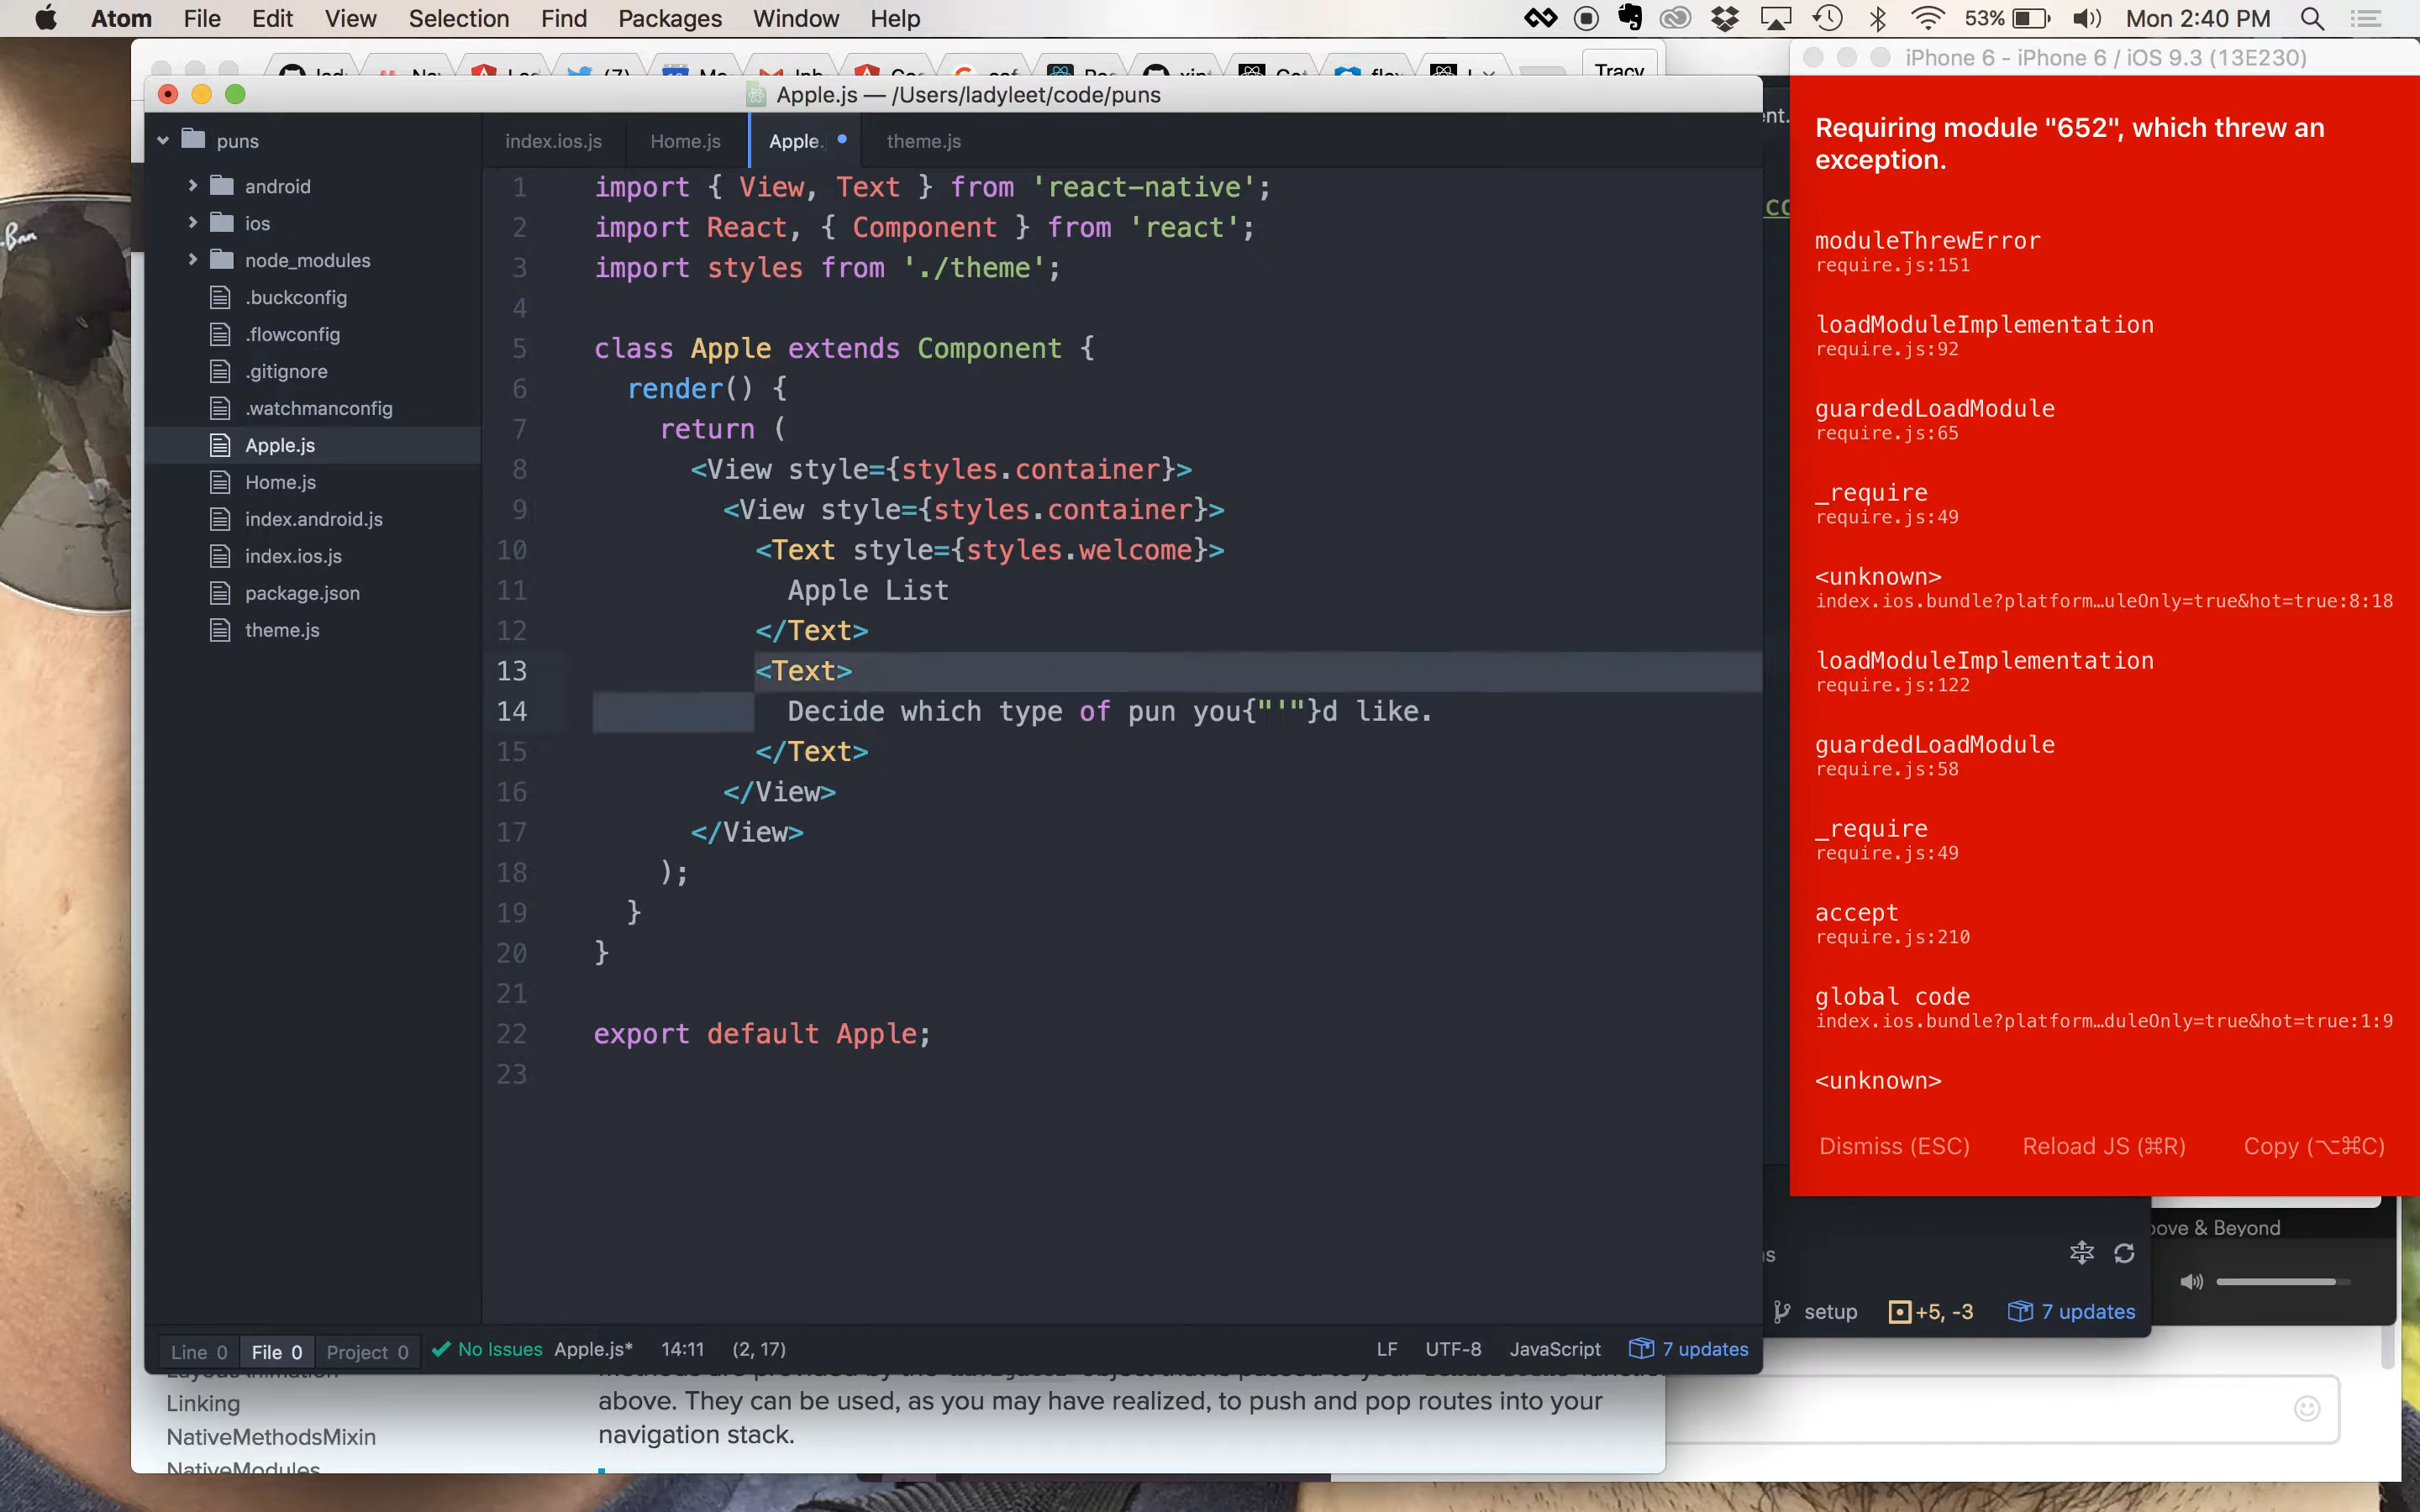 Atom File Edit View Selection Find Packages Window Help 53% Mon 2:40 PM
(7)
Tracy
iPhone 6 - iPhone 6 / iOS 9.3 (13E230)
Apple.js — /Users/ladyleet/code/puns
puns
android
ios
node_modules
.buckconfig
.flowconfig
.gitignore
.watchmanconfig
Apple.js
Home.js
index.android.js
index.ios.js
package.json
theme.js
index.ios.js Home.js Apple. theme.js
1 import { View, Text } from 'react-native';
2 import React, { Component } from 'react';
3 import styles from './theme';
4
5 class Apple extends Component {
6 render() {
7 return (
8 <View style={styles.container}>
9 <View style={styles.container}>
10 <Text style={styles.welcome}>
11 Apple List
12 </Text>
13 <Text>
14 Decide which type of pun you{"'"}d like.
15 </Text>
16 </View>
17 </View>
18 );
19 }
20 }
21
22 export default Apple;
23
Line 0 File 0 Project 0 No Issues Apple.js* 14:11 (2, 17) LF UTF-8 JavaScript 7 updates
Requiring module "652", which threw an
exception.
moduleThrewError
require.js:151
loadModuleImplementation
require.js:92
guardedLoadModule
require.js:65
_require
require.js:49
<unknown>
index.ios.bundle?platform…uleOnly=true&hot=true:8:18
loadModuleImplementation
require.js:122
guardedLoadModule
require.js:58
_require
require.js:49
accept
require.js:210
global code
index.ios.bundle?platform…duleOnly=true&hot=true:1:9
<unknown>
Dismiss (ESC) Reload JS (⌘R) Copy (⌥⌘C)
ove & Beyond
setup +5, -3 7 updates
Linking
NativeMethodsMixin
NativeModules
above. They can be used, as you may have realized, to push and pop routes into your
navigation stack.